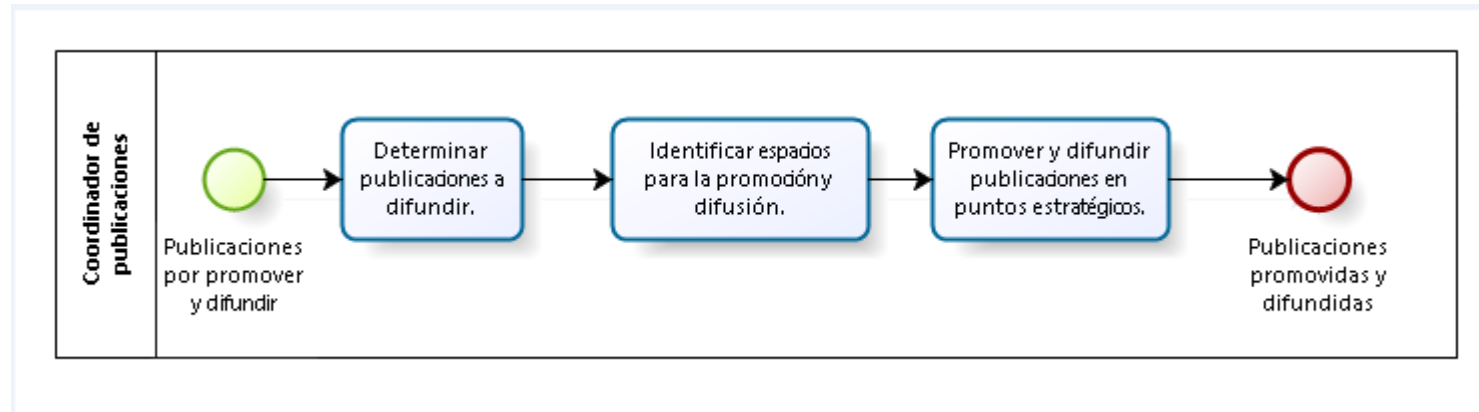 Coordinador de
publicaciones
Publicaciones
por promover
y difundir
Determinar
publicaciones a
difundir.
Identificar espacios
para la promocióny
difusión.
Promover y difundir
publicaciones en
puntos estratégicos.
Publicaciones
promovidas y
difundidas